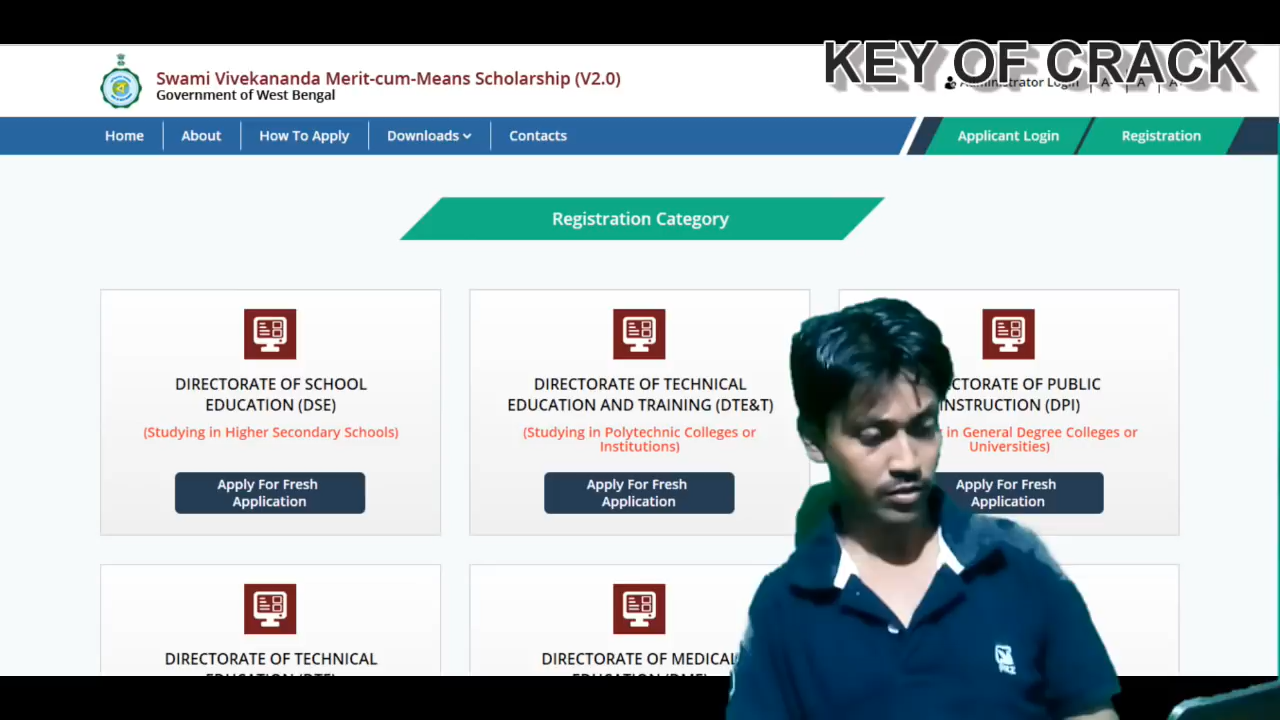 KEY OF CRACK
Swami Vivekananda Merit-cum-Means Scholarship (V2.0)
Government of West Bengal
Administrator Login
A
Home
About
How To Apply
Downloads
Contacts
Applicant Login
Registration
Registration Category
DIRECTORATE OF SCHOOL
EDUCATION (DSE)
(Studying in Higher Secondary Schools)
Apply For Fresh
Application
DIRECTORATE OF TECHNICAL
EDUCATION AND TRAINING (DTE&T)
(Studying in Polytechnic Colleges or
Institutions)
Apply For Fresh
Application
OF PUBLIC
INSTRUCTION (DPI)
in General Degree Colleges or
Universities)
Apply For Fresh
Application
DIRECTORATE OF TECHNICAL
DIRECTORATE OF MEDICAL